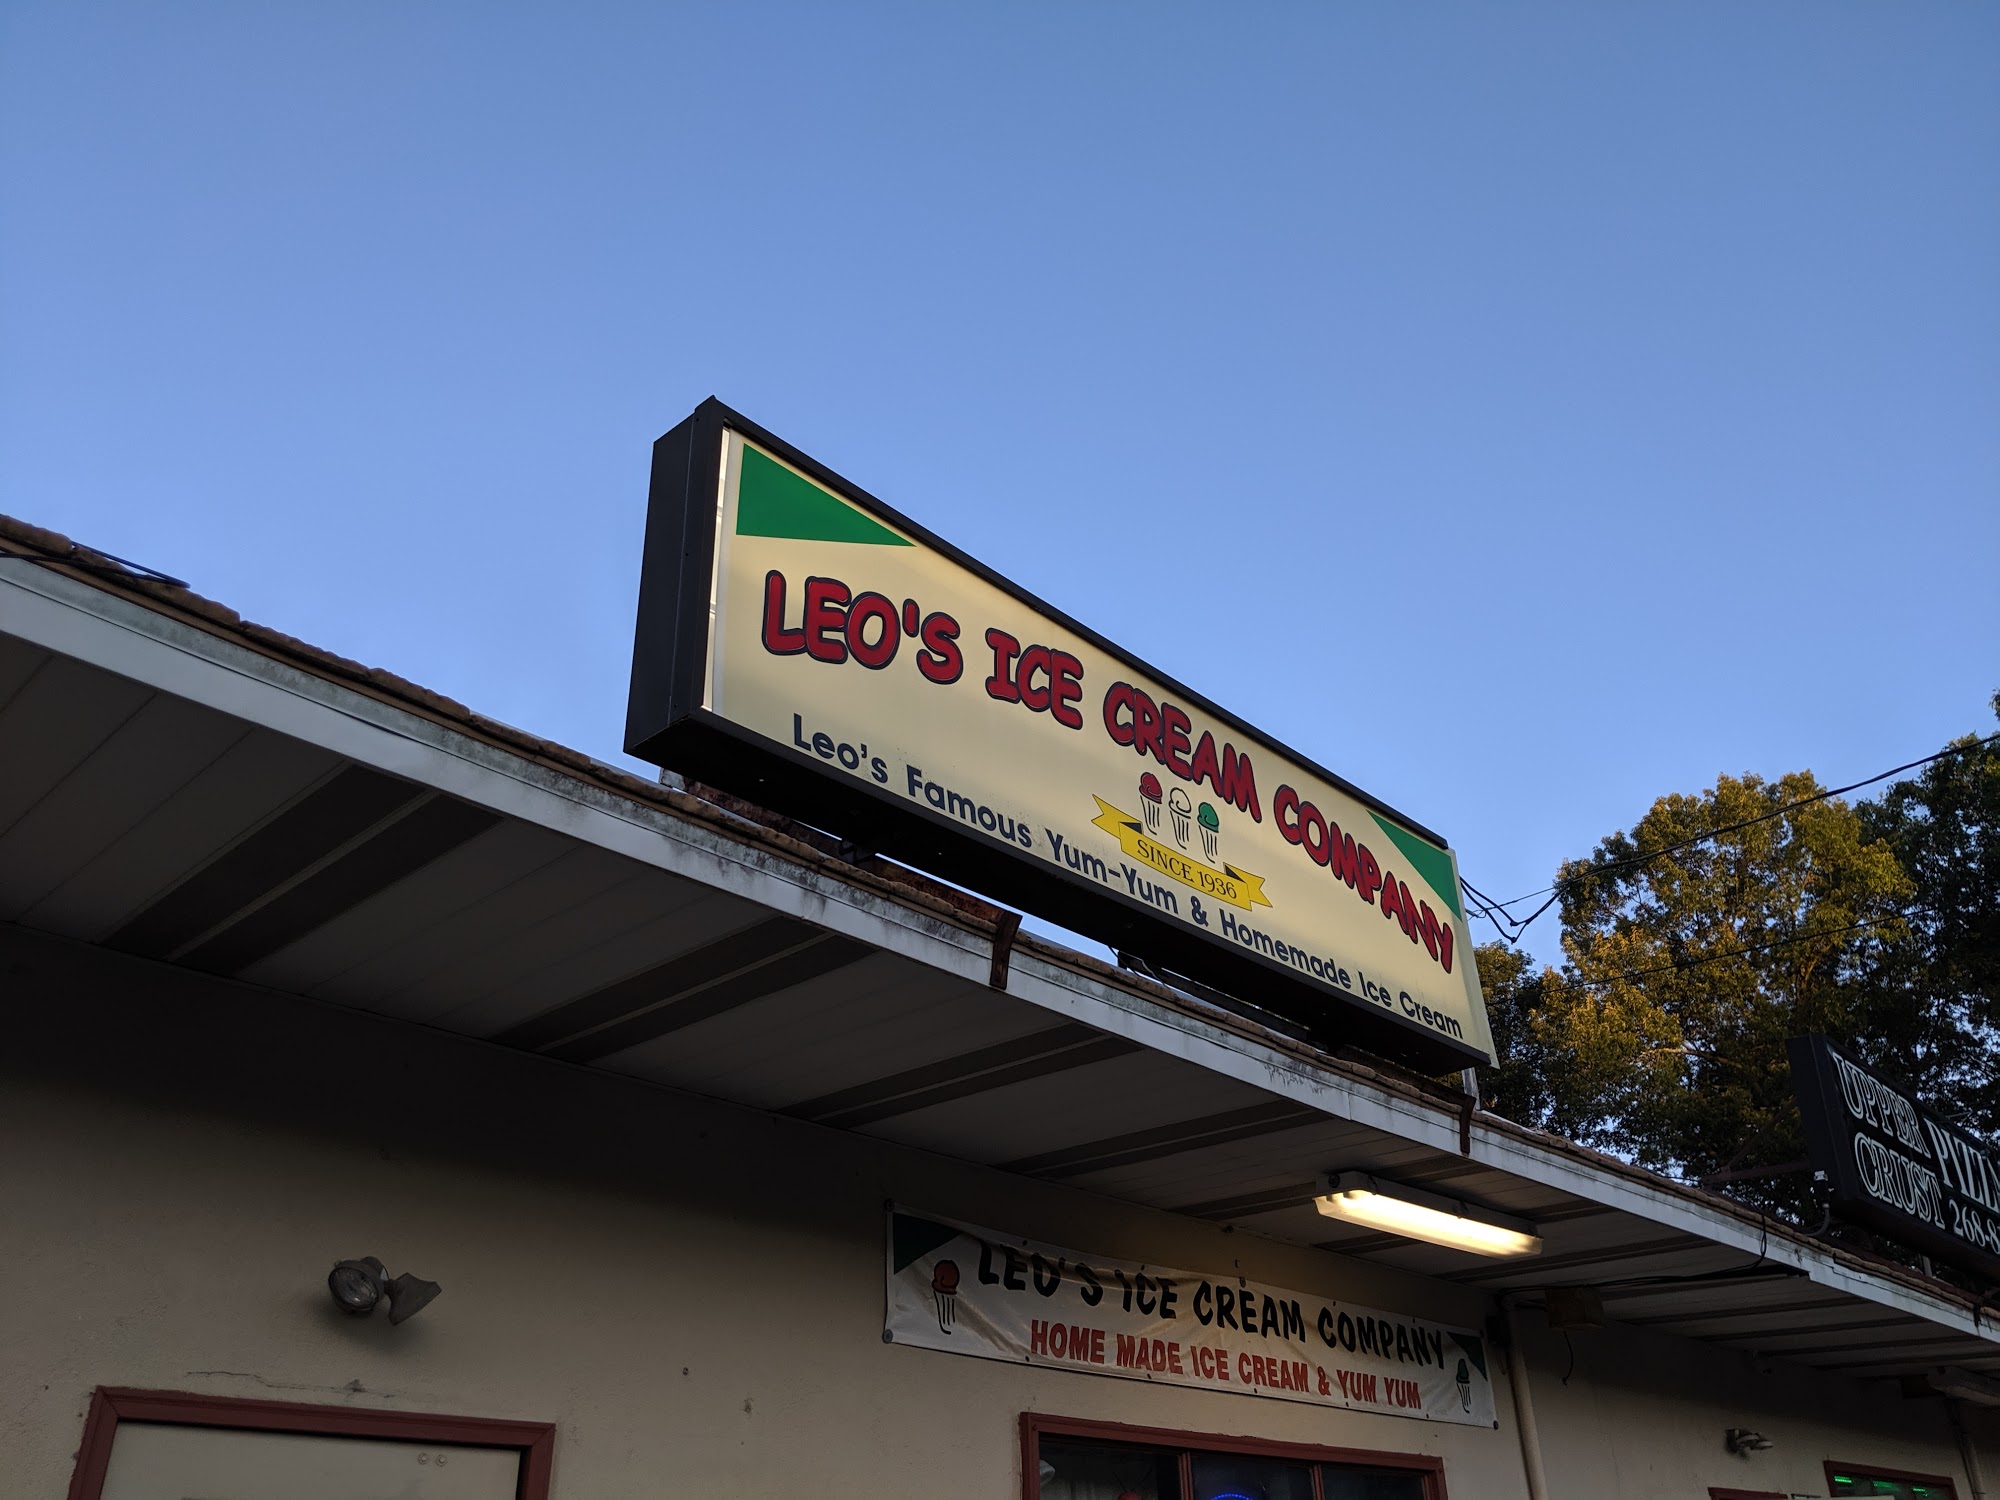 LEO'S ICE CREAM COMPANY
SINCE 1936
Leo's Famous Yum-Yum & Homemade Ice Cream
LEO'S ICE CREAM COMPANY
HOME MADE ICE CREAM & YUM YUM
UPPER
CRUST